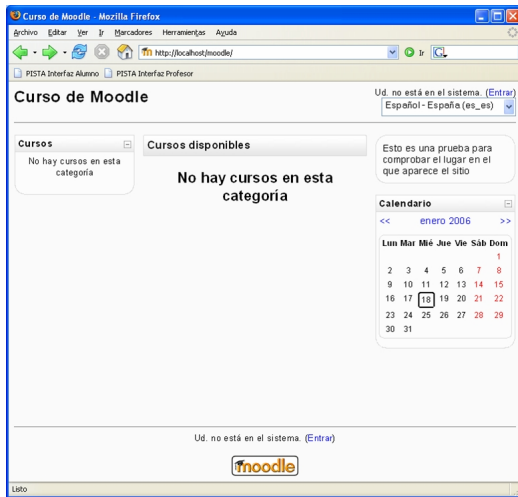 Curso de Moodle - Mozilla Firefox
Archivo Editar Ver Ir Marcadores Herramientas Ayuda
http://localhost/moodle/
Ir
PISTA Interfaz Alumno PISTA Interfaz Profesor
Curso de Moodle
Ud. no está en el sistema. (Entrar)
Español - España (es_es)
Cursos
No hay cursos en esta
categoría
Cursos disponibles
No hay cursos en esta
categoría
Esto es una prueba para
comprobar el lugar en el
que aparece el sitio
Calendario
<< enero 2006 >>
Lun Mar Mié Jue Vie Sáb Dom
1
2 3 4 5 6 7 8
9 10 11 12 13 14 15
16 17 18 19 20 21 22
23 24 25 26 27 28 29
30 31
Ud. no está en el sistema. (Entrar)
moodle
Listo